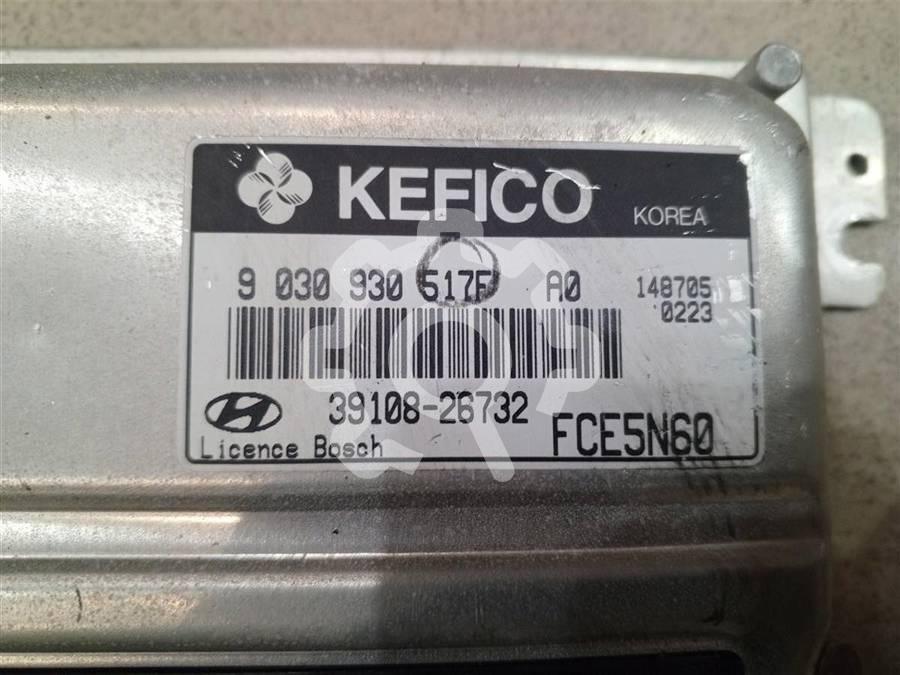 KEFICO
KOREA
9 030 930 517F A0
148705
0223
39108-26732
Licence Bosch
FCE5N60